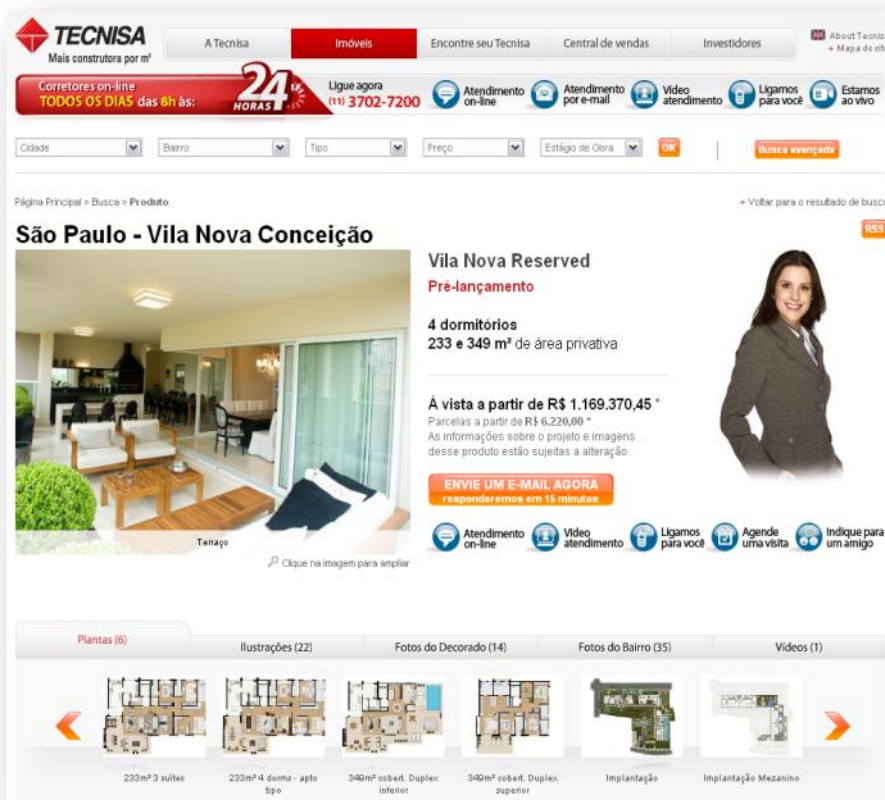 TECNISA
Mais construtora por m²
A Tecnisa
Imóveis
Encontre seu Tecnisa
Central de vendas
Investidores
About Tecnisa
+ Mapa do site
Corretores on-line
TODOS OS DIAS das 8h às:
24
HORAS
Ligue agora
(11) 3702-7200
Atendimento
on-line
Atendimento
por e-mail
Vídeo
atendimento
Ligamos
para você
Estamos
ao vivo
Cidade
Bairro
Tipo
Preço
Estágio de Obra
OK
Busca avançada
Página Principal > Busca > Produto
+ Voltar para o resultado de busca
RSS
São Paulo - Vila Nova Conceição
Vila Nova Reserved
Pré-lançamento
4 dormitórios
233 e 349 m² de área privativa
À vista a partir de R$ 1.169.370,45 *
Parcelas a partir de R$ 6.220,00 *
As informações sobre o projeto e imagens
desse produto estão sujeitas a alteração.
ENVIE UM E-MAIL AGORA
responderemos em 15 minutos
Terraço
Clique na imagem para ampliar
Atendimento
on-line
Vídeo
atendimento
Ligamos
para você
Agende
uma visita
Indique para
um amigo
Plantas (6)
Ilustrações (22)
Fotos do Decorado (14)
Fotos do Bairro (35)
Vídeos (1)
233m² 3 suítes
233m² 4 dorms - apto
tipo
349m² cobert. Duplex
inferior
349m² cobert. Duplex
superior
Implantação
Implantação Mezanino